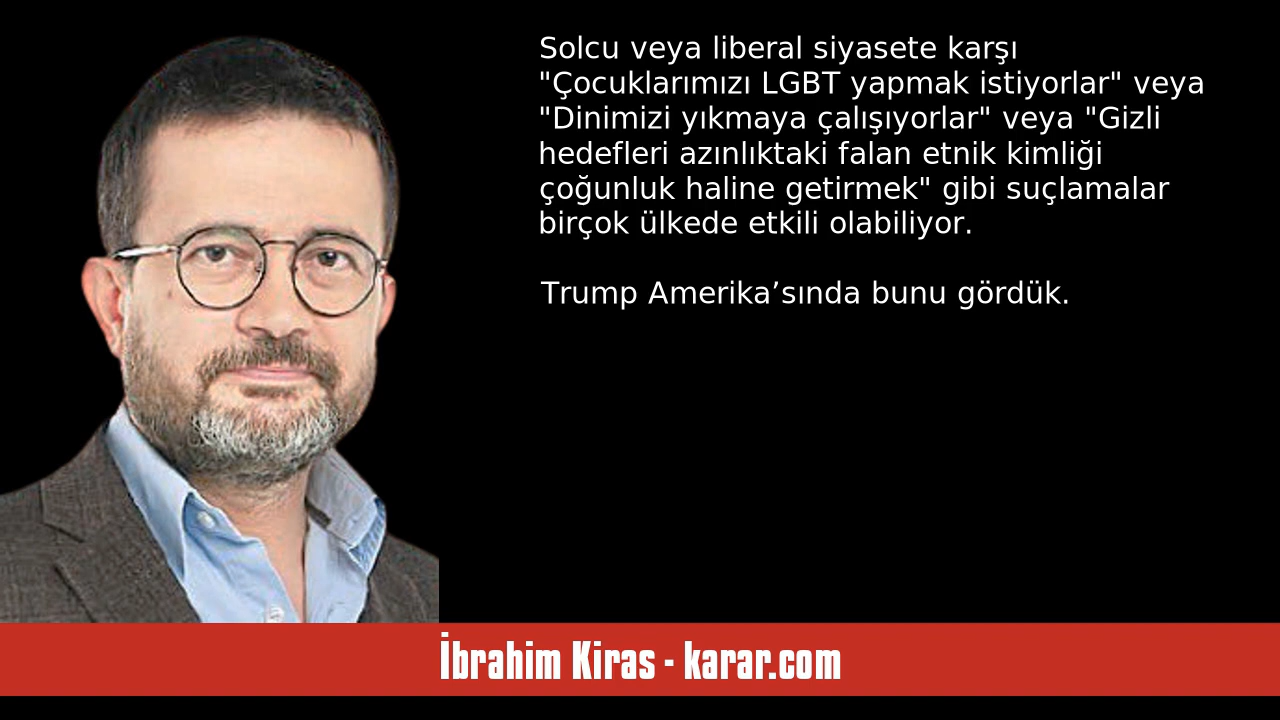 Solcu veya liberal siyasete karşı
"Çocuklarımızı LGBT yapmak istiyorlar" veya
"Dinimizi yıkmaya çalışıyorlar" veya "Gizli
hedefleri azınlıktaki falan etnik kimliği
çoğunluk haline getirmek" gibi suçlamalar
birçok ülkede etkili olabiliyor.
Trump Amerika’sında bunu gördük.
İbrahim Kiras - karar.com